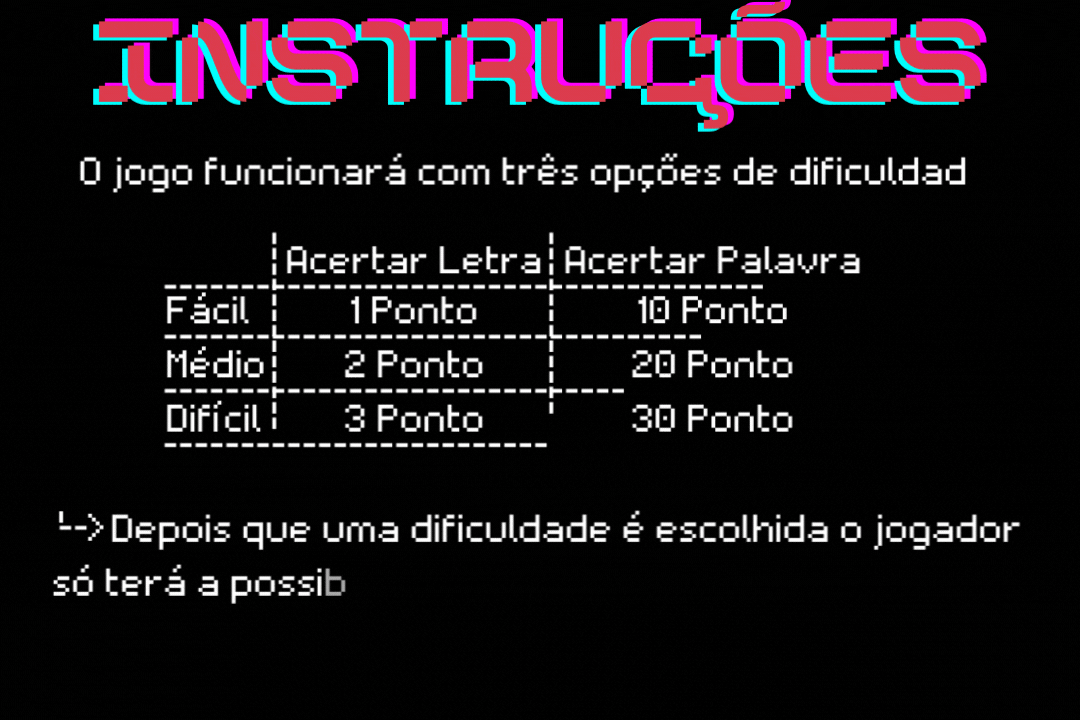 INSTRUÇÕES
O jogo funcionará com três opções de dificuldad
Acertar Letra Acertar Palavra
Fácil 1 Ponto 10 Ponto
Médio 2 Ponto 20 Ponto
Difícil 3 Ponto 30 Ponto
Depois que uma dificuldade é escolhida o jogador
só terá a possib